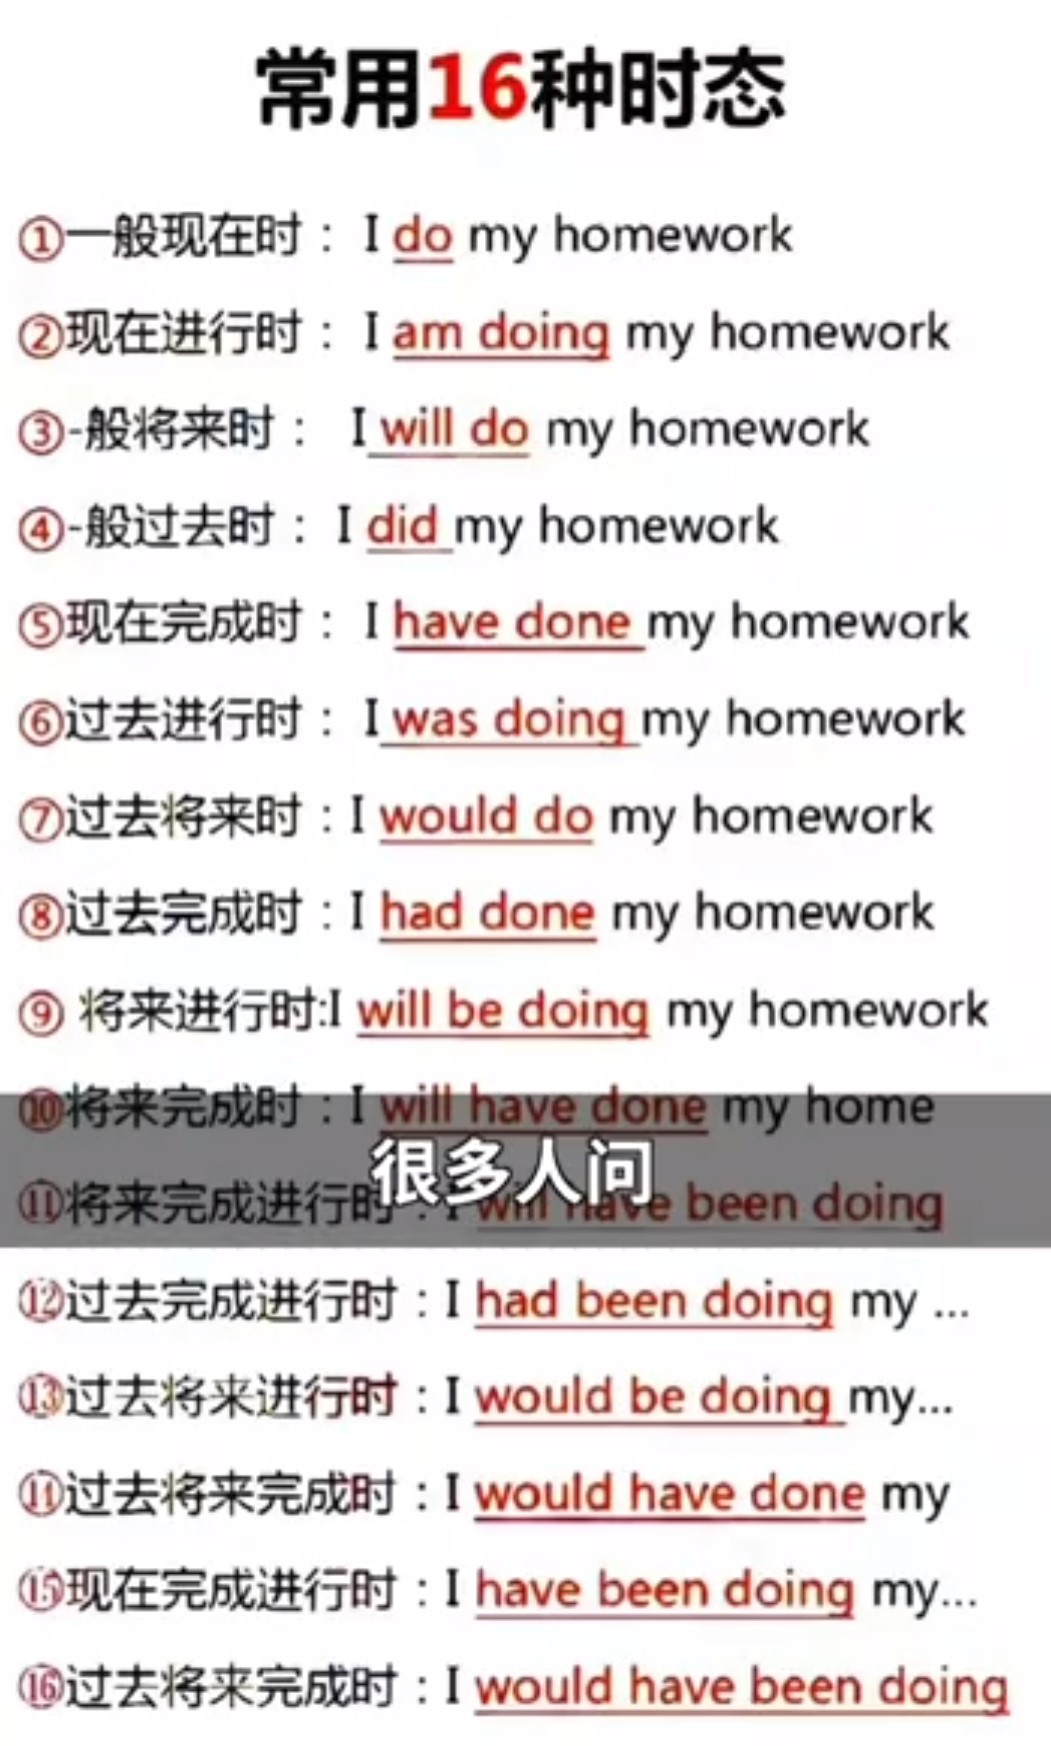 常用16种时态
①一般现在时： I do my homework
②现在进行时： I am doing my homework
③-般将来时： I will do my homework
④-般过去时： I did my homework
⑤现在完成时： I have done my homework
⑥过去进行时： I was doing my homework
⑦过去将来时：I would do my homework
⑧过去完成时：I had done my homework
⑨ 将来进行时:I will be doing my homework
⑩将来完成时：I will have done my home
很多人问
⑪将来完成进行时：I will have been doing
⑫过去完成进行时：I had been doing my ...
⑬过去将来进行时：I would be doing my...
⑭过去将来完成时：I would have done my
⑮现在完成进行时：I have been doing my...
⑯过去将来完成时：I would have been doing